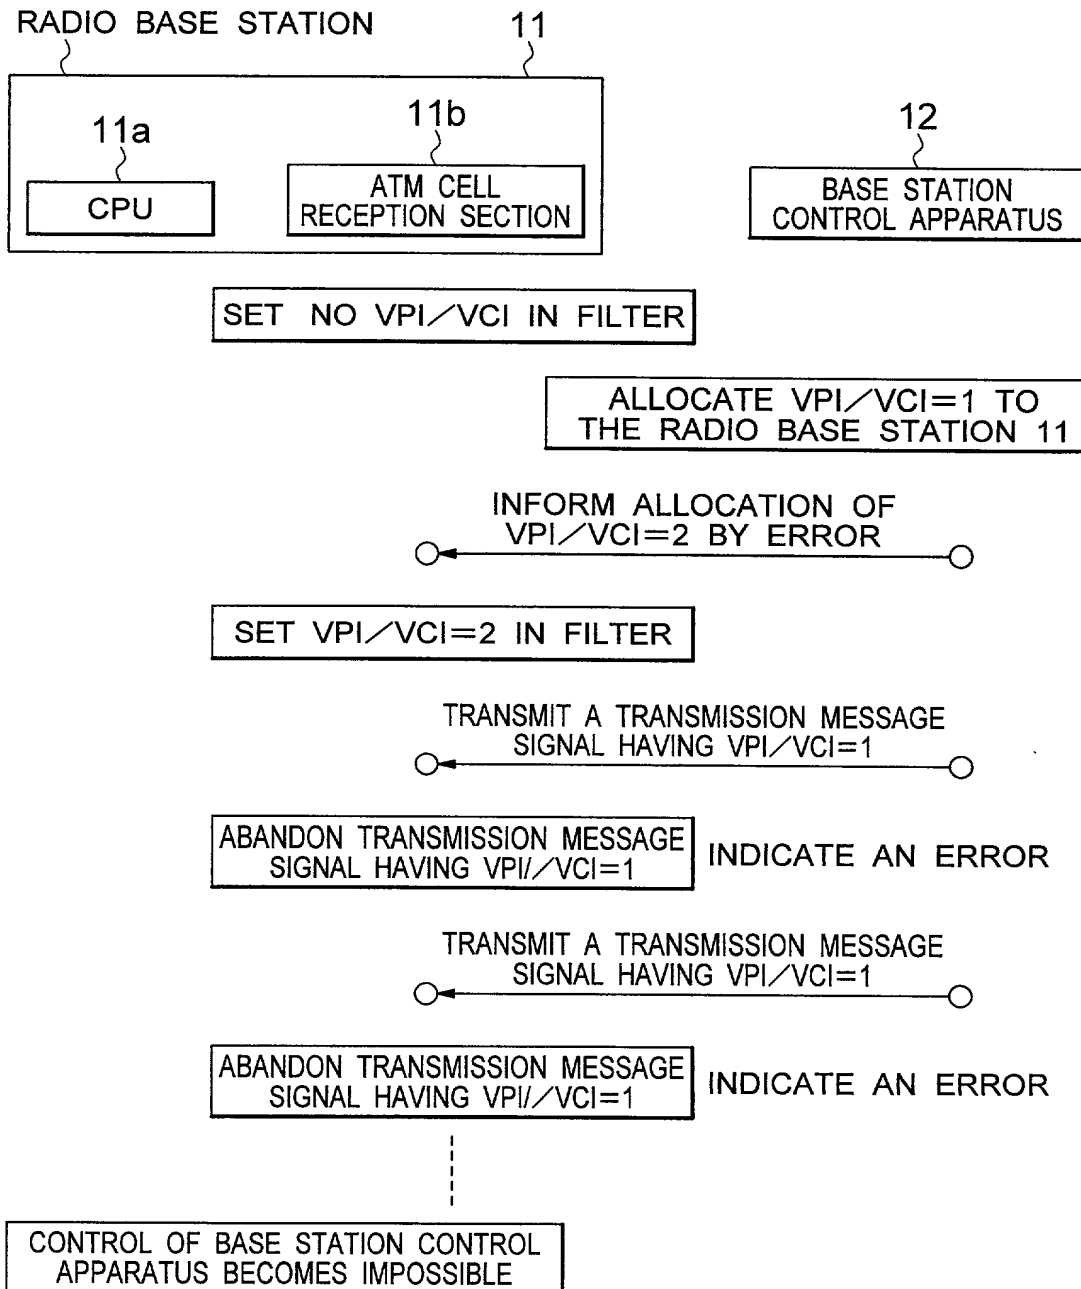 RADIO BASE STATION 11
11a 11b 12
CPU
ATM CELL
RECEPTION SECTION
BASE STATION
CONTROL APPARATUS
SET NO VPI/VCI IN FILTER
ALLOCATE VPI/VCI=1 TO
THE RADIO BASE STATION 11
INFORM ALLOCATION OF
VPI/VCI=2 BY ERROR
SET VPI/VCI=2 IN FILTER
TRANSMIT A TRANSMISSION MESSAGE
SIGNAL HAVING VPI/VCI=1
ABANDON TRANSMISSION MESSAGE
SIGNAL HAVING VPI//VCI=1
INDICATE AN ERROR
TRANSMIT A TRANSMISSION MESSAGE
SIGNAL HAVING VPI/VCI=1
ABANDON TRANSMISSION MESSAGE
SIGNAL HAVING VPI//VCI=1
INDICATE AN ERROR
CONTROL OF BASE STATION CONTROL
APPARATUS BECOMES IMPOSSIBLE